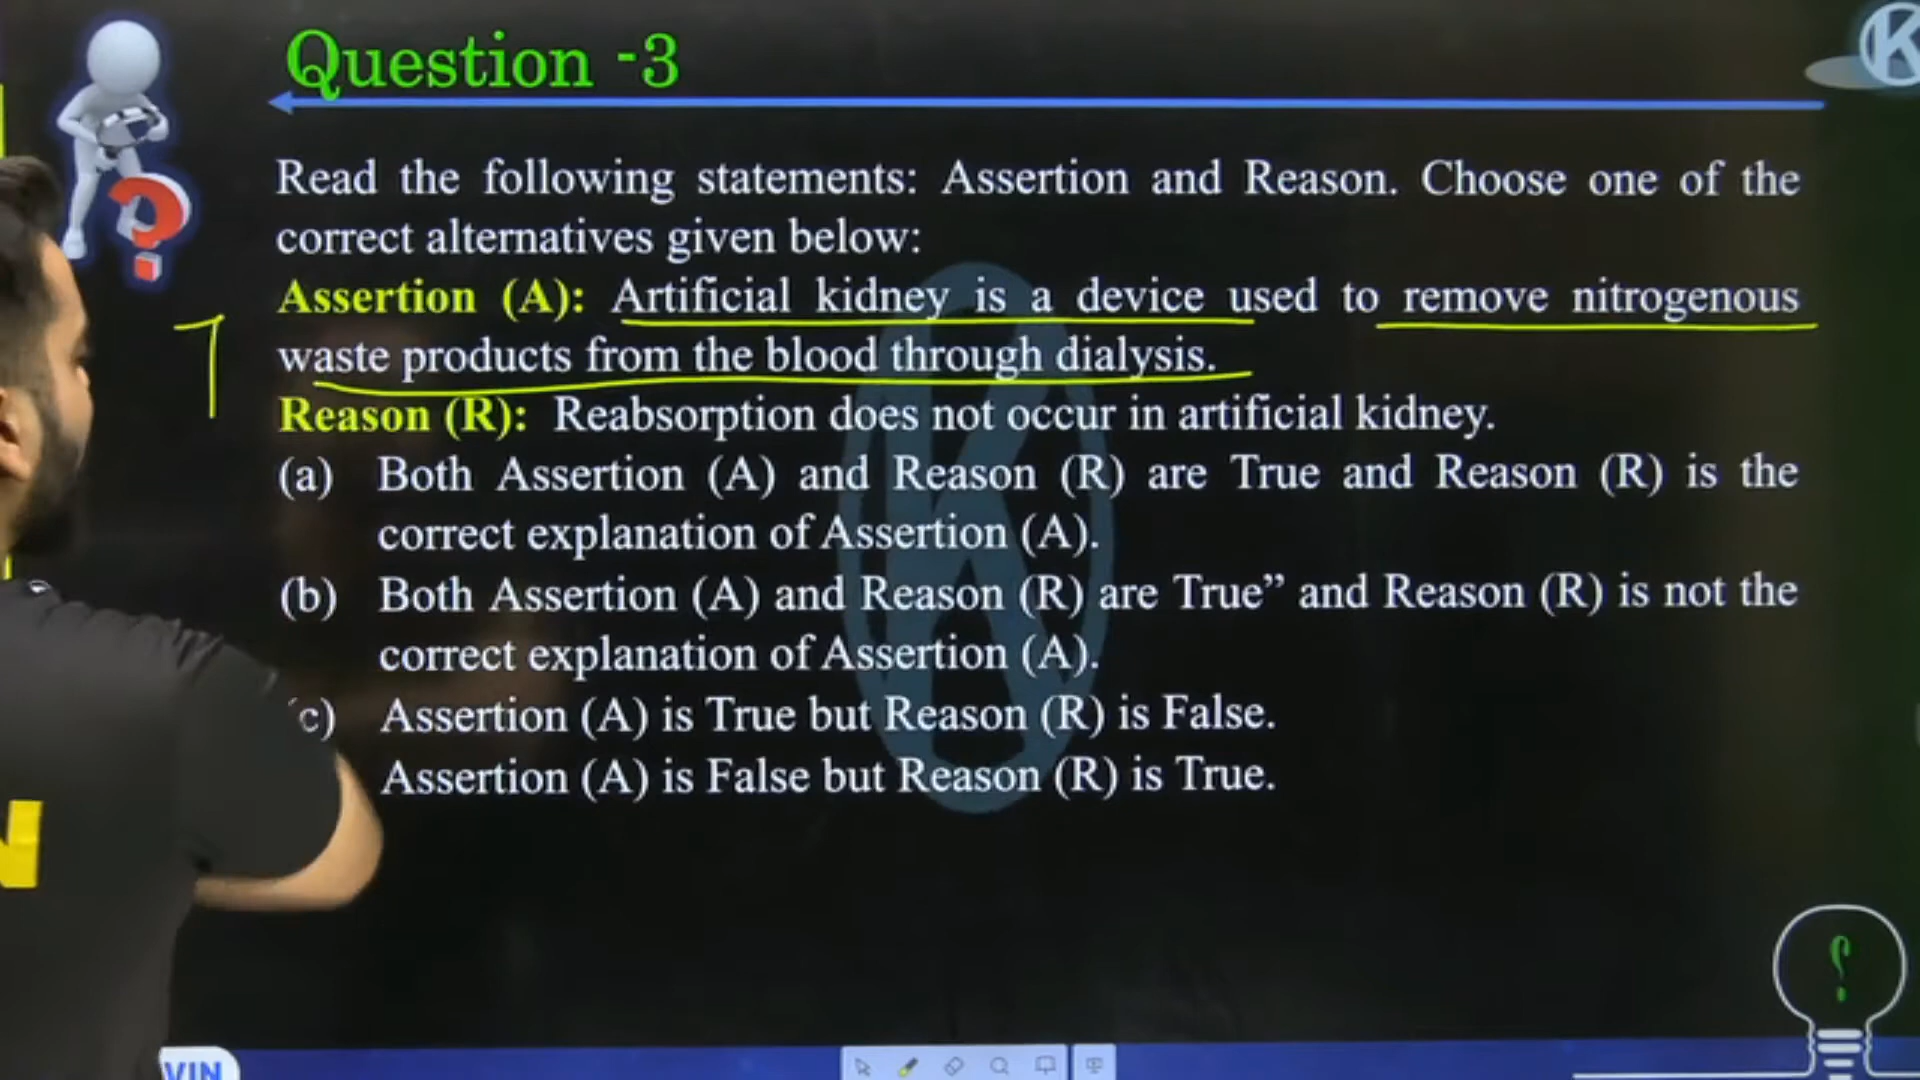 Question -3
Read the following statements: Assertion and Reason. Choose one of the
correct alternatives given below:
Assertion (A): Artificial kidney is a device used to remove nitrogenous
T
waste products from the blood through dialysis.
Reason (R): Reabsorption does not occur in artificial kidney.
(a) Both Assertion (A) and Reason (R) are True and Reason (R) is the
correct explanation of Assertion (A).
(b) Both Assertion (A) and Reason (R) are True” and Reason (R) is not the
correct explanation of Assertion (A).
c) Assertion (A) is True but Reason (R) is False.
Assertion (A) is False but Reason (R) is True.
N
VIN
K
?